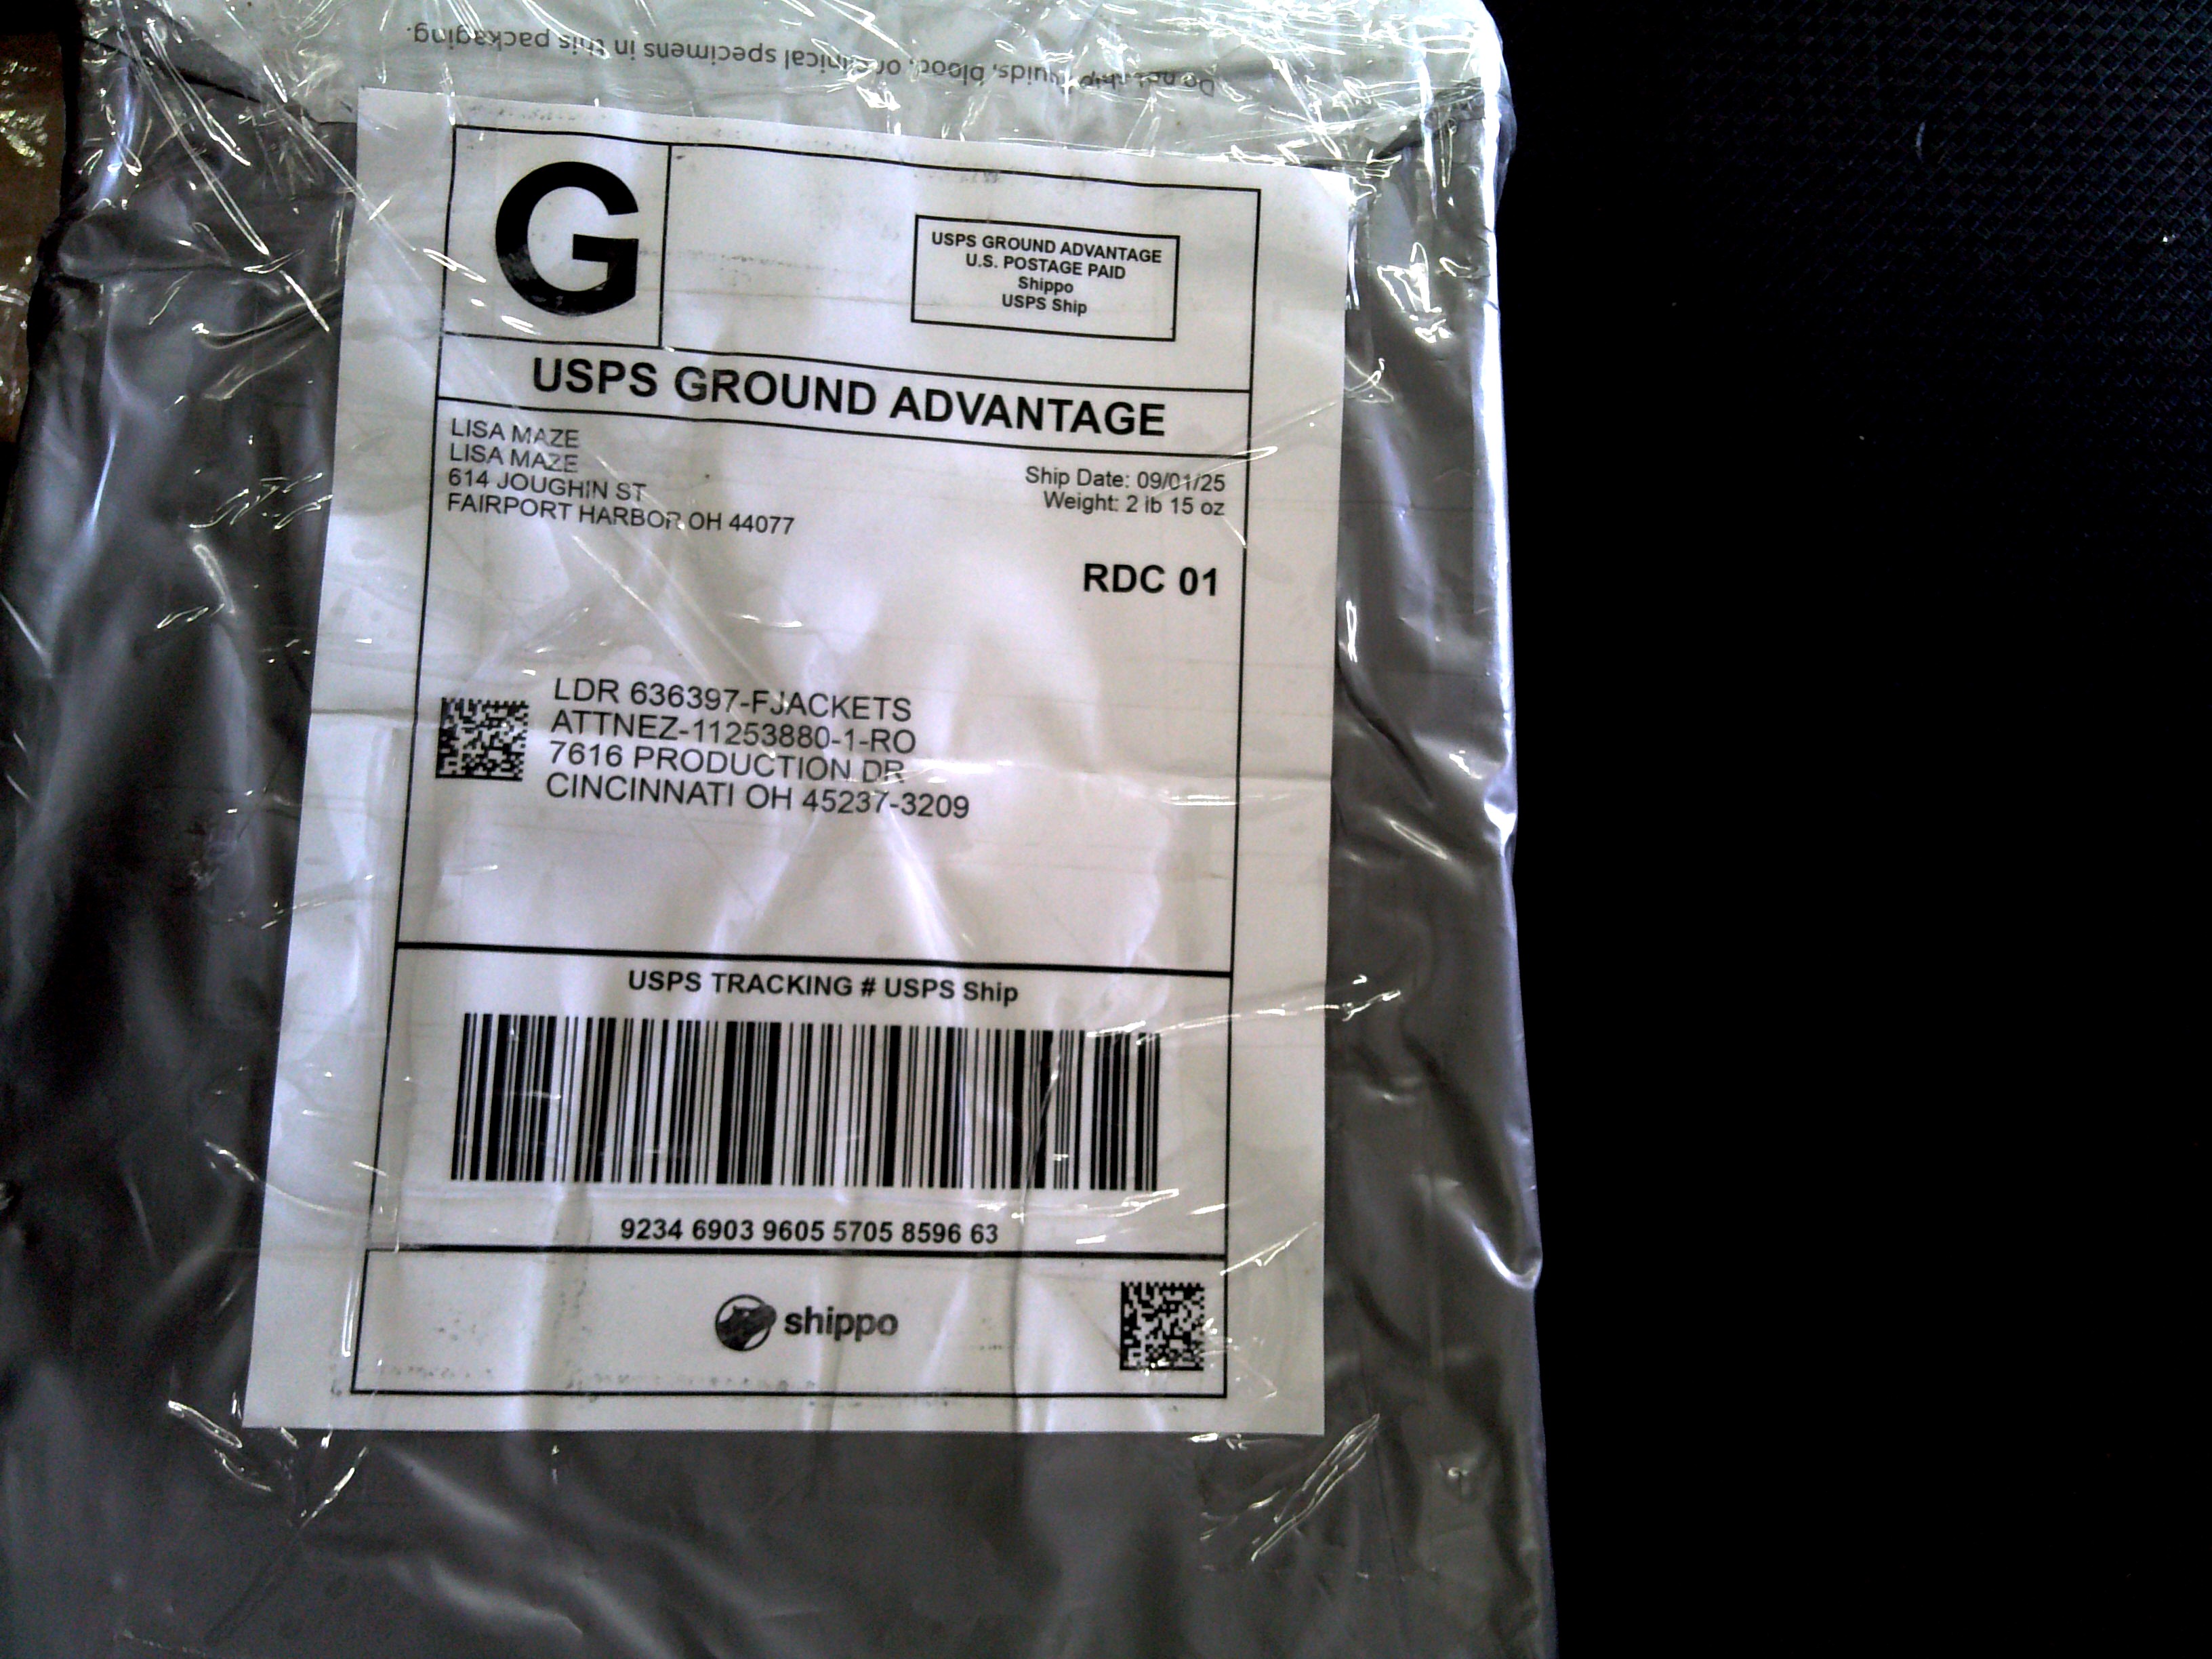 Do not ship fluids, blood, or clinical specimens in this packaging.
G
USPS GROUND ADVANTAGE
U.S. POSTAGE PAID
Shippo
USPS Ship
USPS GROUND ADVANTAGE
LISA MAZE
LISA MAZE
614 JOUGHIN ST
FAIRPORT HARBOR OH 44077
Ship Date: 09/01/25
Weight: 2 lb 15 oz
RDC 01
LDR 636397-FJACKETS
ATTNEZ-11253880-1-RO
7616 PRODUCTION DR
CINCINNATI OH 45237-3209
USPS TRACKING # USPS Ship
9234 6903 9605 5705 8596 63
shippo